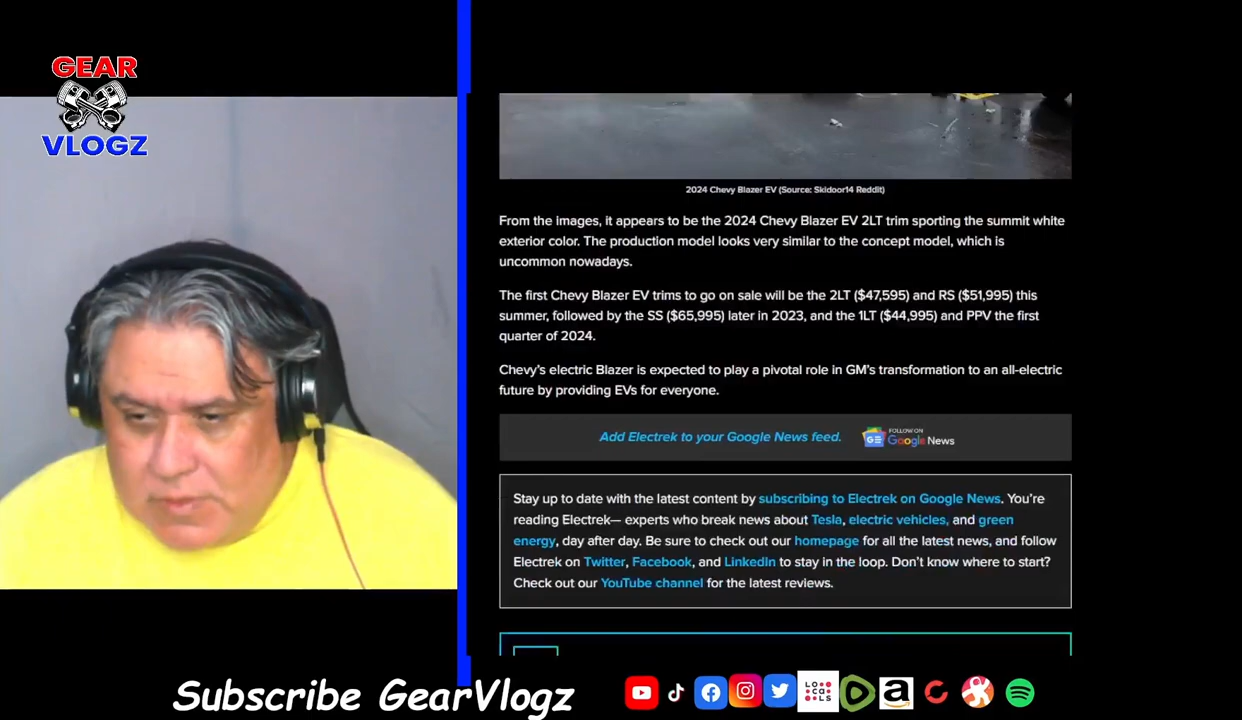 GEAR
VLOGZ
2024 Chevy Blazer EV (Source: Skidoor14 Reddit)
From the images, it appears to be the 2024 Chevy Blazer EV 2LT trim sporting the summit white
exterior color. The production model looks very similar to the concept model, which is
uncommon nowadays.
The first Chevy Blazer EV trims to go on sale will be the 2LT ($47,595) and RS ($51,995) this
summer, followed by the SS ($65,995) later in 2023, and the 1LT ($44,995) and PPV the first
quarter of 2024.
Chevy's electric Blazer is expected to play a pivotal role in GM's transformation to an all-electric
future by providing EVs for everyone.
Add Electrek to your Google News feed.
FOLLOW ON
Google News
Stay up to date with the latest content by subscribing to Electrek on Google News. You're
reading Electrek— experts who break news about Tesla, electric vehicles, and green
energy, day after day. Be sure to check out our homepage for all the latest news, and follow
Electrek on Twitter, Facebook, and LinkedIn to stay in the loop. Don't know where to start?
Check out our YouTube channel for the latest reviews.
Subscribe GearVlogz
LOCALS